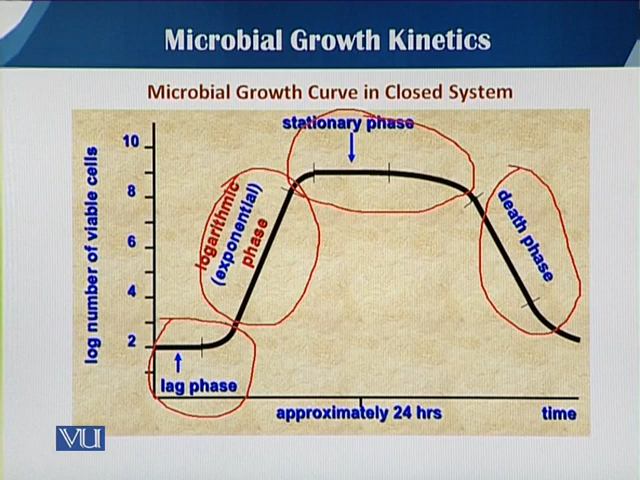 Microbial Growth Kinetics
Microbial Growth Curve in Closed System
stationary phase
10
8
6
4
2
log number of viable cells
logarithmic
(exponential)
phase
death phase
lag phase
approximately 24 hrs
time
VU